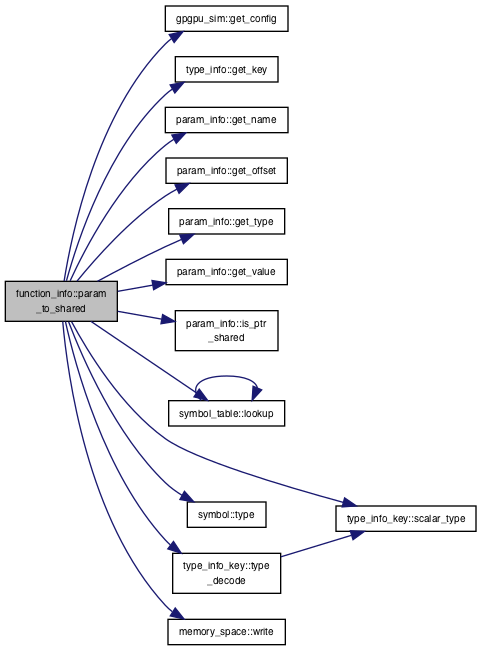 gpgpu_sim::get_config
type_info::get_key
param_info::get_name
param_info::get_offset
param_info::get_type
param_info::get_value
function_info::param
_to_shared
param_info::is_ptr
_shared
symbol_table::lookup
symbol::type
type_info_key::scalar_type
type_info_key::type
_decode
memory_space::write